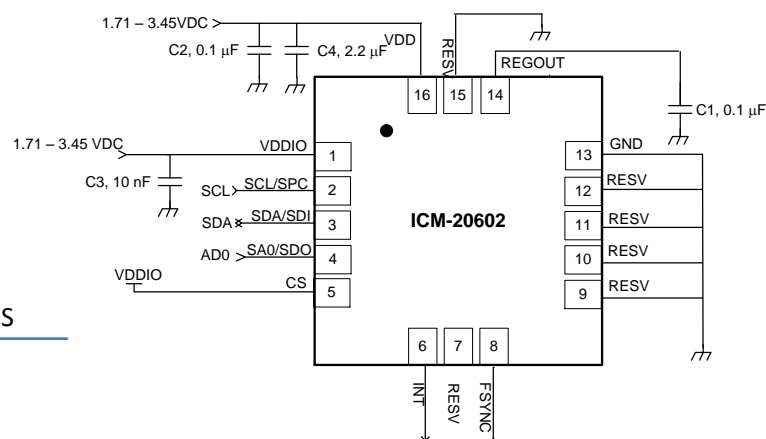 1.71 – 3.45VDC
C2, 0.1 µF
C4, 2.2 µF
VDD
RESV
REGOUT
16
15
14
C1, 0.1 µF
1.71 – 3.45 VDC
VDDIO
1
C3, 10 nF
SCL
SCL/SPC
2
SDA
SDA/SDI
3
AD0
SA0/SDO
4
VDDIO
CS
5
ICM-20602
13
GND
12
RESV
11
RESV
10
RESV
9
RESV
S
6
7
8
INT
RESV
FSYNC